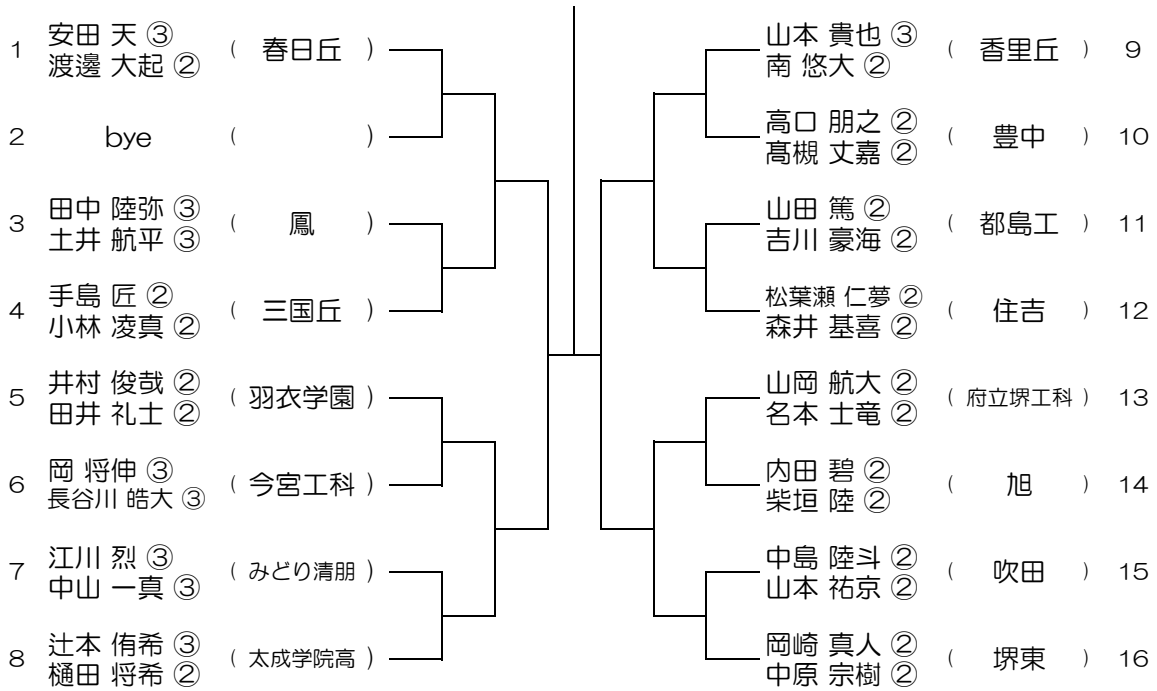 1 安田 天 ③
渡邊 大起 ② ( 春日丘 )
2 bye ( )
3 田中 陸弥 ③
土井 航平 ③ ( 鳳 )
4 手島 匠 ②
小林 凌真 ② ( 三国丘 )
5 井村 俊哉 ②
田井 礼士 ② ( 羽衣学園 )
6 岡 将伸 ③
長谷川 皓大 ③ ( 今宮工科 )
7 江川 烈 ③
中山 一真 ③ ( みどり清朋 )
8 辻本 侑希 ③
樋田 将希 ② ( 太成学院高 )
山本 貴也 ③
南 悠大 ② ( 香里丘 ) 9
高口 朋之 ②
髙槻 丈嘉 ② ( 豊中 ) 10
山田 篤 ②
吉川 豪海 ② ( 都島工 ) 11
松葉瀬 仁夢 ②
森井 基喜 ② ( 住吉 ) 12
山岡 航大 ②
名本 士竜 ② ( 府立堺工科 ) 13
内田 碧 ②
柴垣 陸 ② ( 旭 ) 14
中島 陸斗 ②
山本 祐京 ② ( 吹田 ) 15
岡崎 真人 ②
中原 宗樹 ② ( 堺東 ) 16